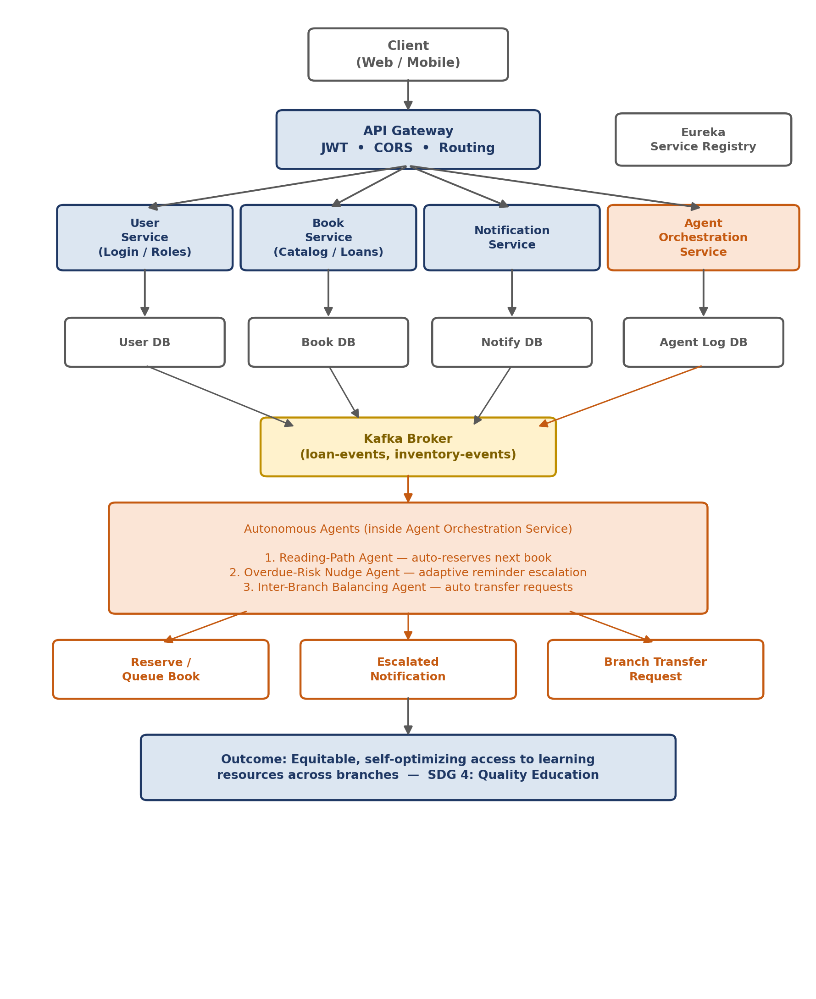 Client
(Web / Mobile)
API Gateway
JWT  •  CORS  •  Routing
Eureka
Service Registry
User
Service
(Login / Roles)
Book
Service
(Catalog / Loans)
Notification
Service
Agent
Orchestration
Service
User DB
Book DB
Notify DB
Agent Log DB
Kafka Broker
(loan-events, inventory-events)
Autonomous Agents (inside Agent Orchestration Service)
1. Reading-Path Agent — auto-reserves next book
2. Overdue-Risk Nudge Agent — adaptive reminder escalation
3. Inter-Branch Balancing Agent — auto transfer requests
Reserve /
Queue Book
Escalated
Notification
Branch Transfer
Request
Outcome: Equitable, self-optimizing access to learning
resources across branches  —  SDG 4: Quality Education